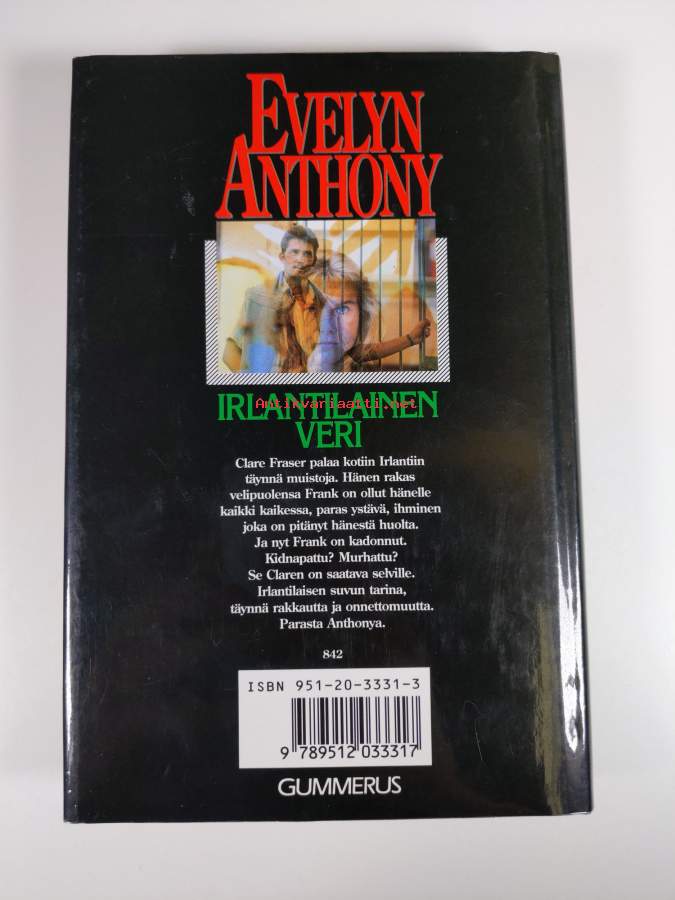 EVELYN
ANTHONY
IRLANTILAINEN
Antikvariaatti.net
VERI
Clare Fraser palaa kotiin Irlantiin
täynnä muistoja. Hänen rakas
velipuolensa Frank on ollut hänelle
kaikki kaikessa, paras ystävä, ihminen
joka on pitänyt hänestä huolta.
Ja nyt Frank on kadonnut.
Kidnapattu? Murhattu?
Se Claren on saatava selville.
Irlantilaisen suvun tarina,
täynnä rakkautta ja onnettomuutta.
Parasta Anthonya.
842
ISBN 951-20-3331-3
9 789512 033317
GUMMERUS